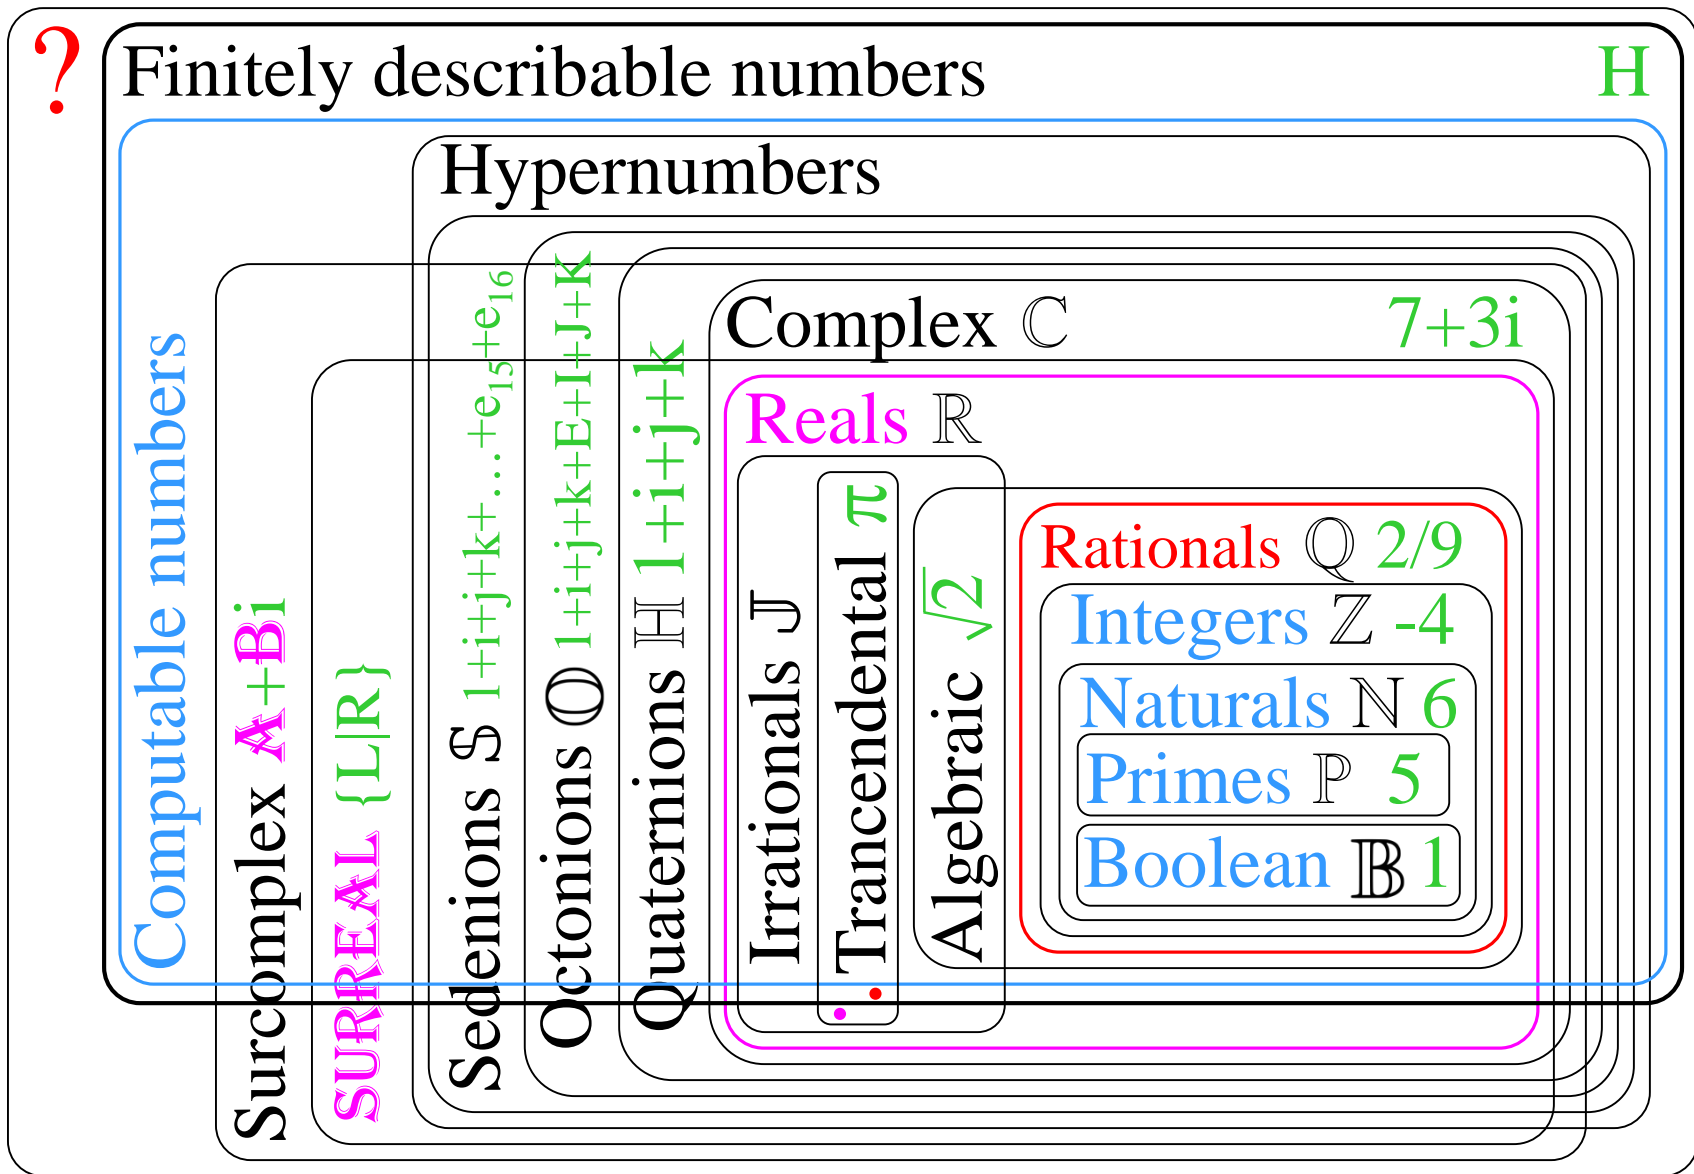 ?
Finitely describable numbers H
Hypernumbers
Computable numbers
Surcomplex A+Bi
SURREAL {L|R}
Sedenions 𝕊 1+i+j+k+...+e₁₅+e₁₆
Octonions 𝕆 1+i+j+k+E+I+J+K
Quaternions ℍ 1+i+j+k
Complex ℂ 7+3i
Reals ℝ
Irrationals 𝕁
Trancendental π
Algebraic √2
Rationals ℚ 2/9
Integers ℤ -4
Naturals ℕ 6
Primes ℙ 5
Boolean 𝔹 1